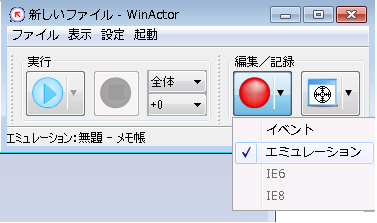 新しいファイル - WinActor
ファイル 表示 設定 起動
実行
編集／記録
全体
+0
エミュレーション:無題 - メモ帳
イベント
✓ エミュレーション
IE6
IE8